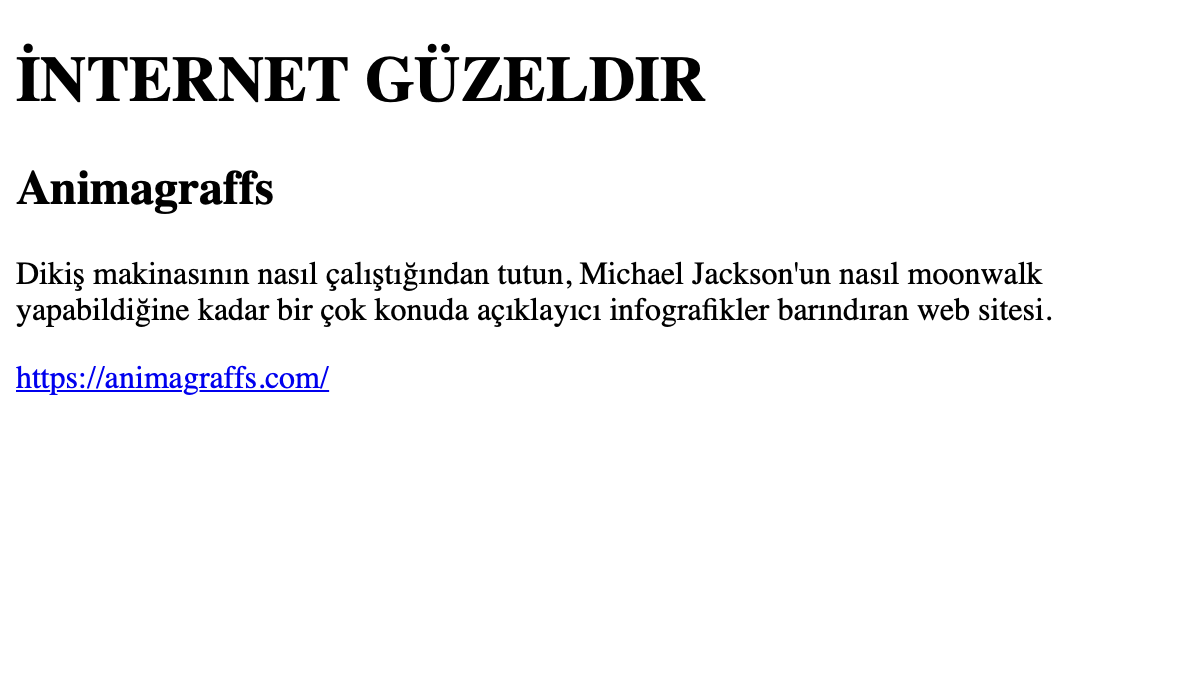 İNTERNET GÜZELDIR
Animagraffs
Dikiş makinasının nasıl çalıştığından tutun, Michael Jackson'un nasıl moonwalk
yapabildiğine kadar bir çok konuda açıklayıcı infografikler barındıran web sitesi.
https://animagraffs.com/